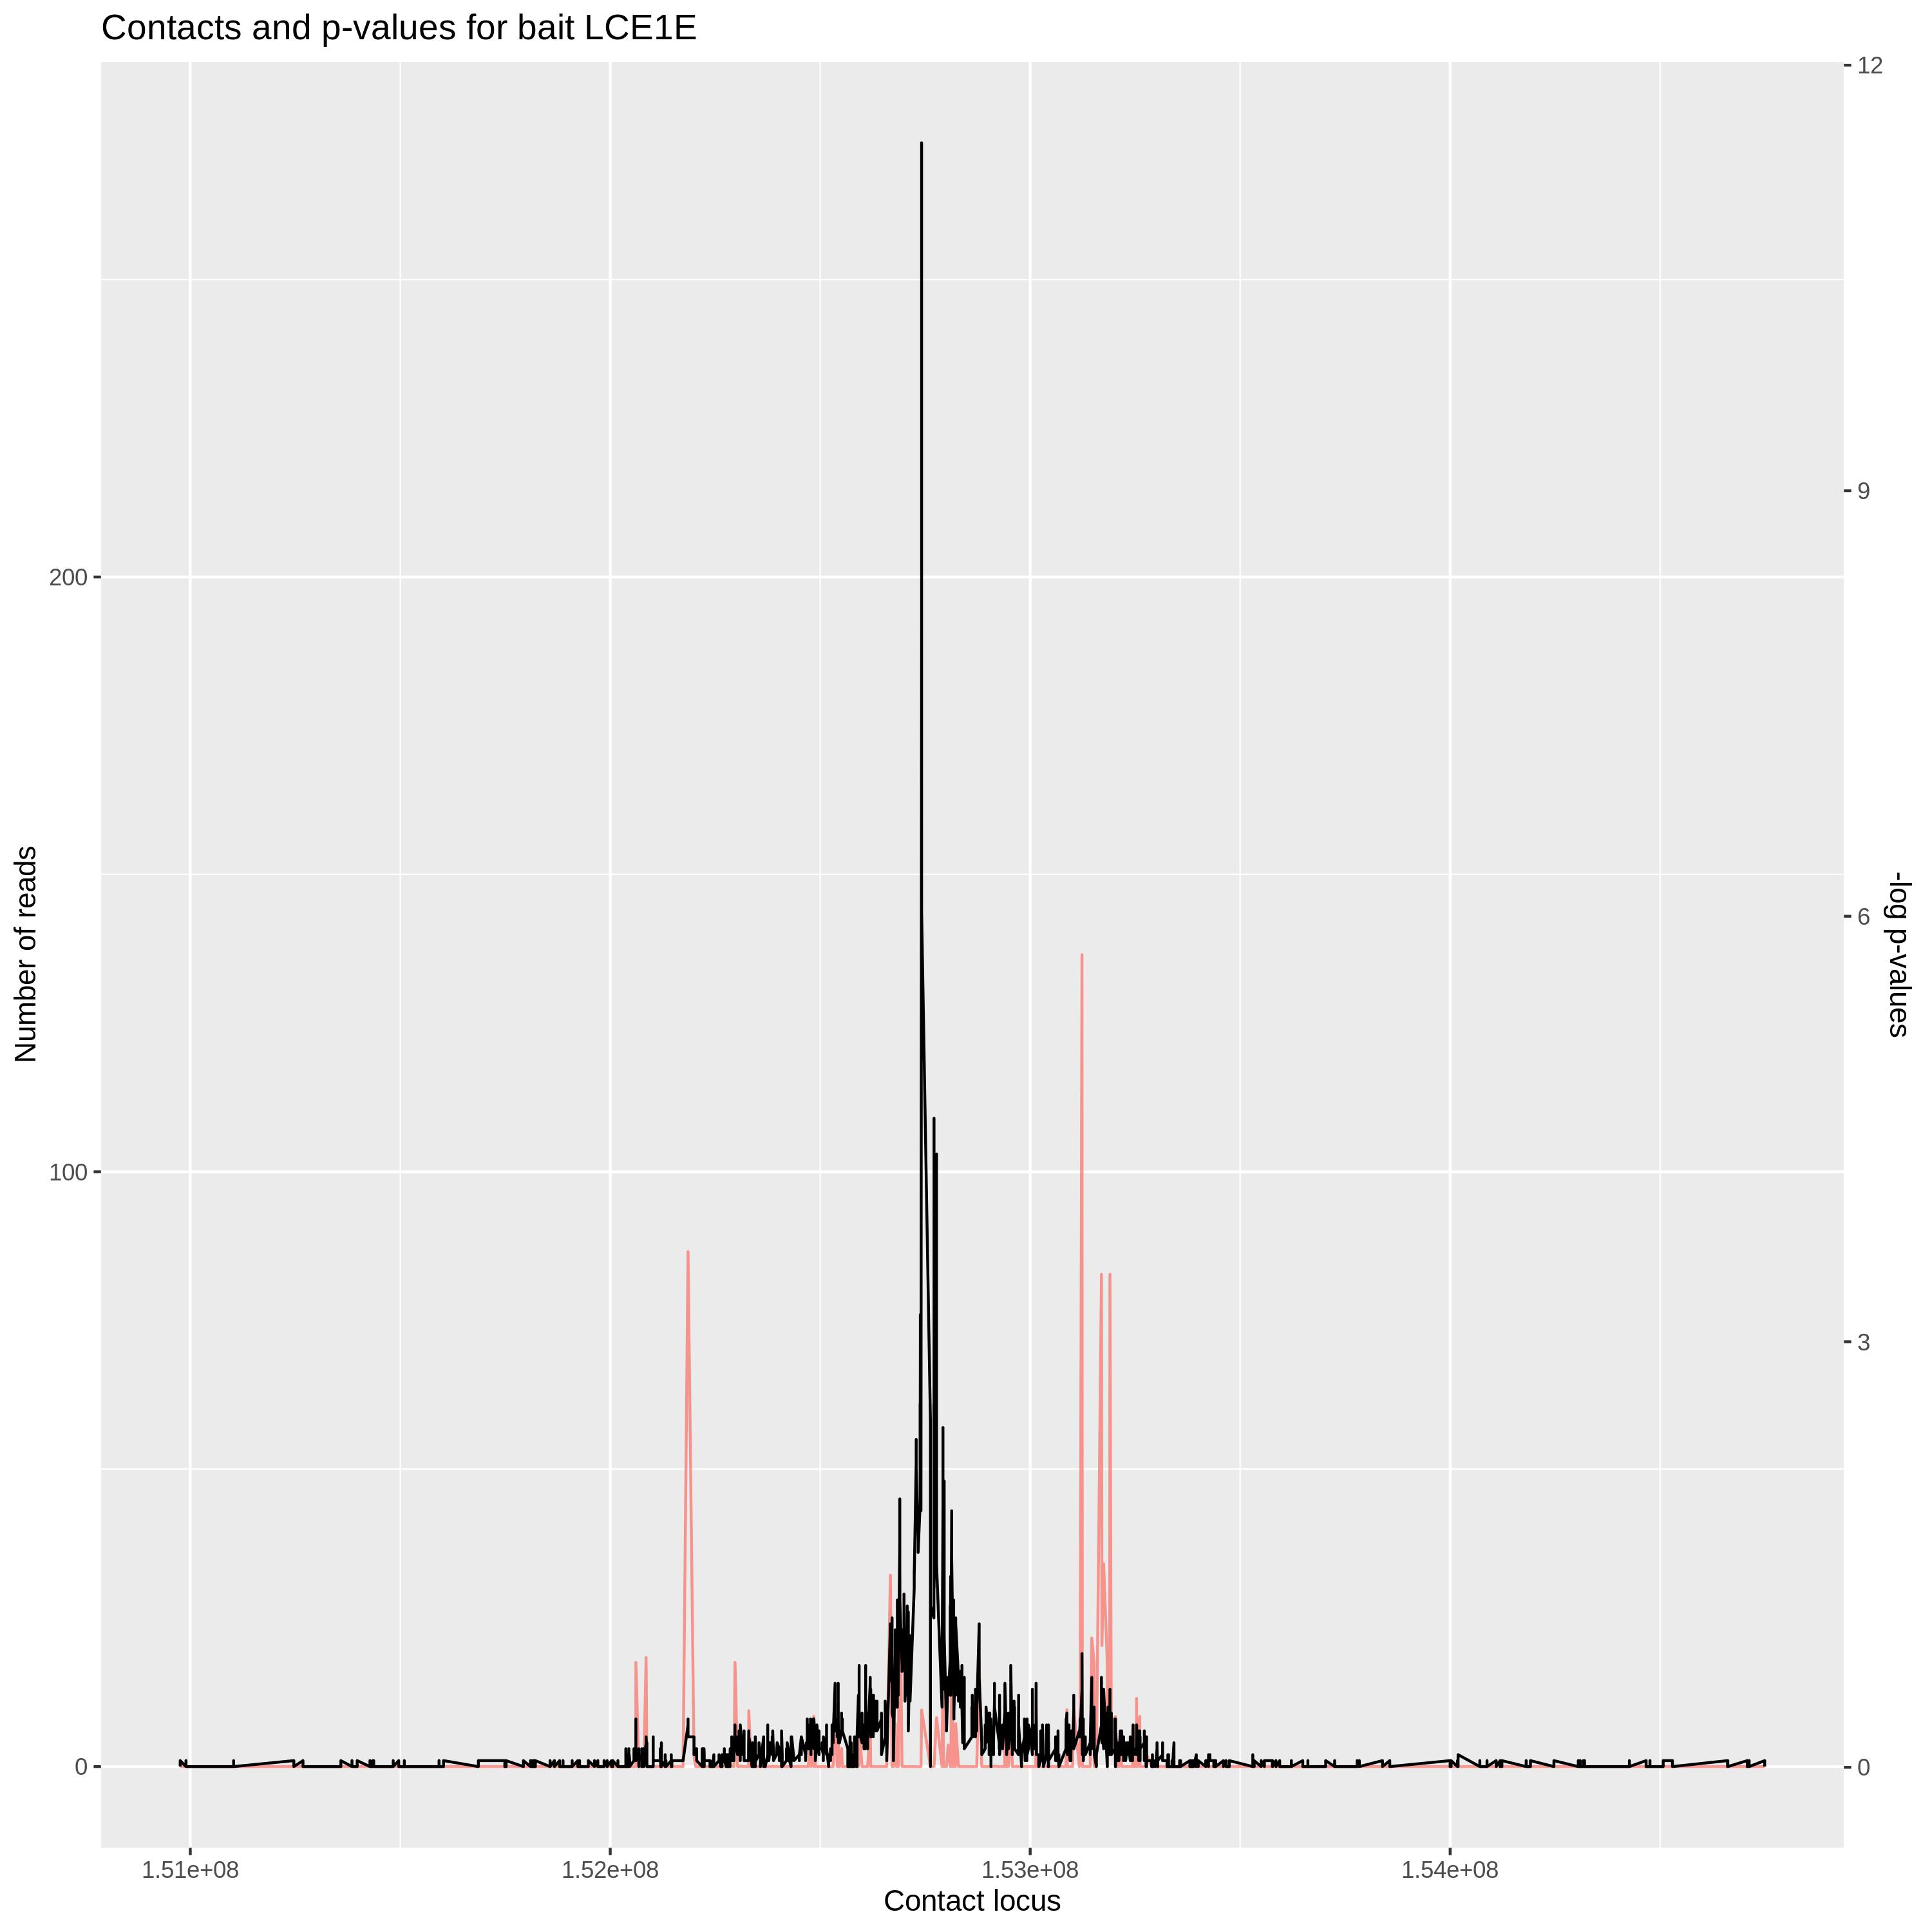 Contacts and p-values for bait LCE1E
12
9
200
6
Number of reads
-log p-values
100
3
0
0
1.51e+08
1.52e+08
1.53e+08
1.54e+08
Contact locus